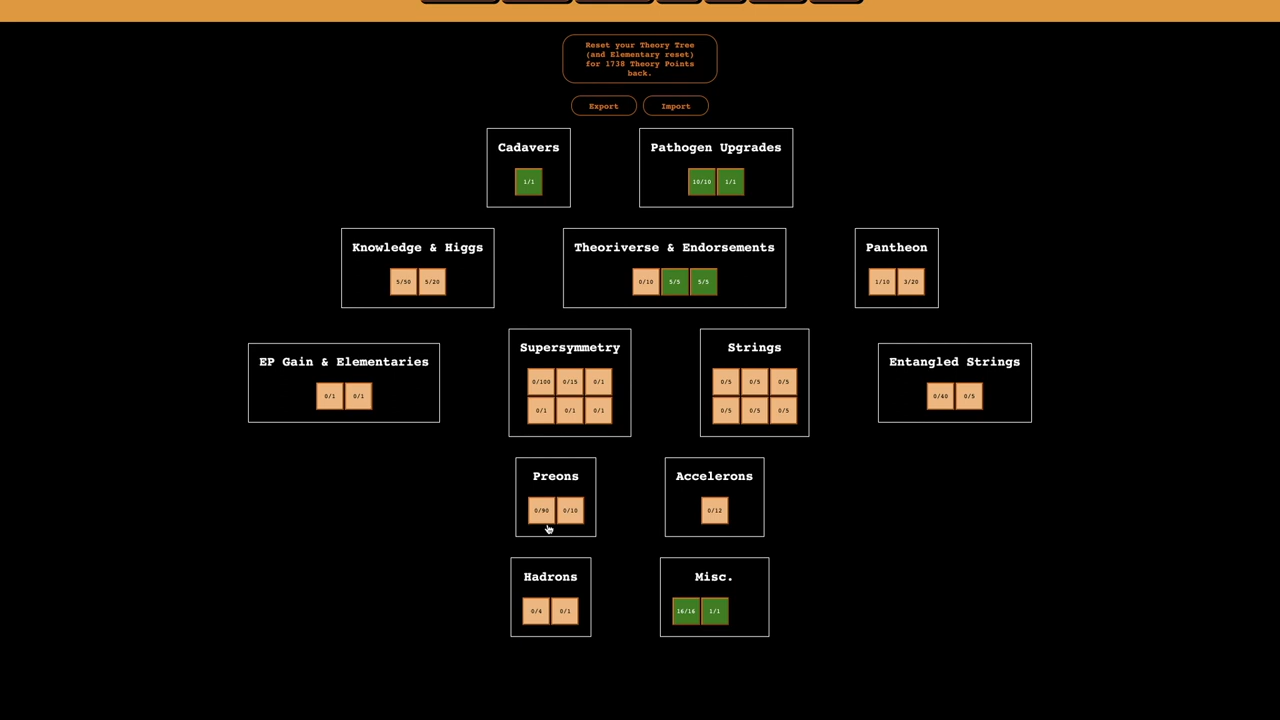 Reset your Theory Tree
(and Elementary reset)
for 1738 Theory Points
back.
Export Import
Cadavers Pathogen Upgrades
1/1 10/10 1/1
Knowledge & Higgs Theoriverse & Endorsements Pantheon
5/50 5/20 0/10 5/5 5/5 1/10 3/20
Supersymmetry Strings
EP Gain & Elementaries Entangled Strings
0/100 0/15 0/1 0/5 0/5 0/5
0/1 0/1 0/40 0/5
0/1 0/1 0/1 0/5 0/5 0/5
Preons Accelerons
0/90 0/10 0/12
Hadrons Misc.
0/4 0/1 16/16 1/1